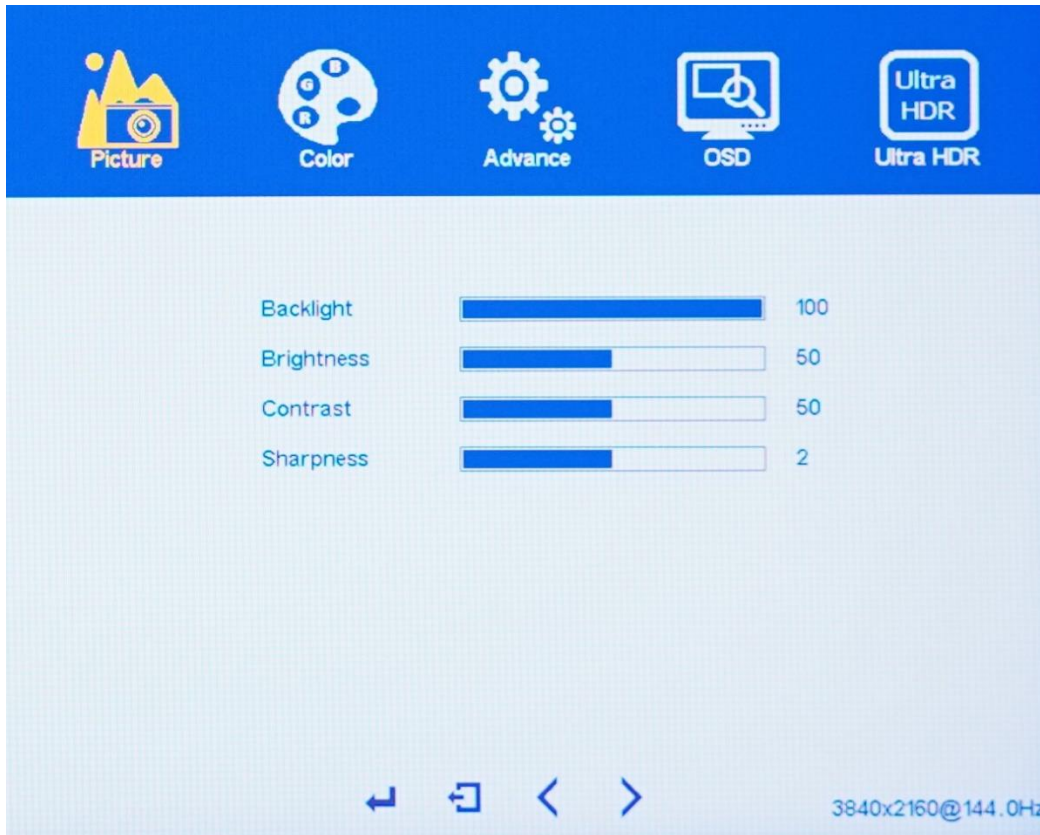 B
G
R
Ultra
HDR
Picture
Color
Advance
OSD
Ultra HDR
Backlight 100
Brightness 50
Contrast 50
Sharpness 2
3840x2160@144.0Hz